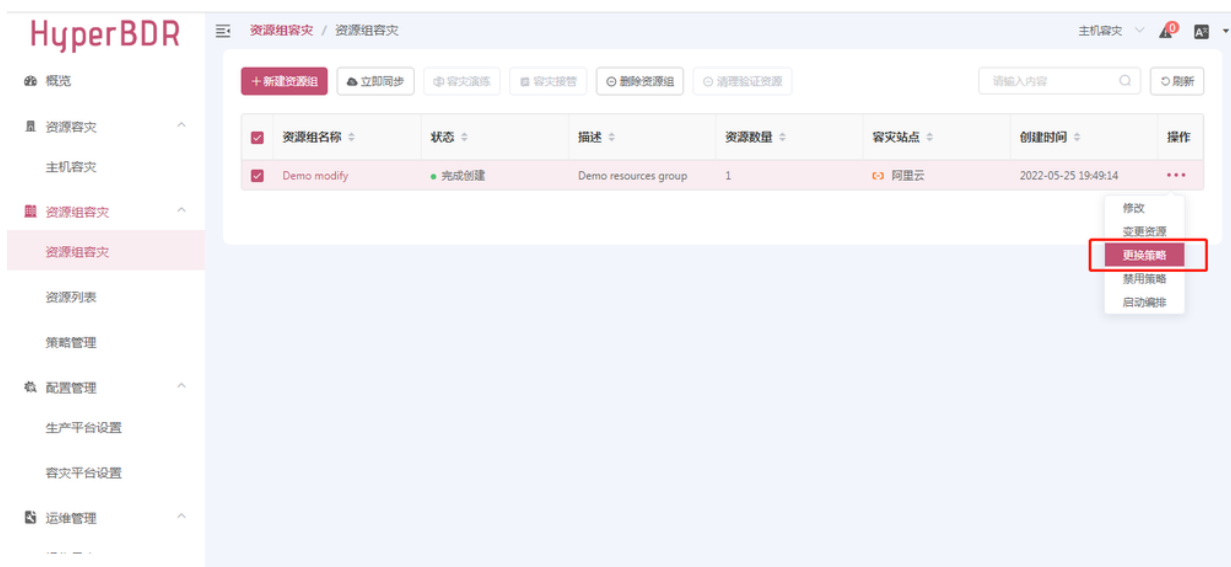 HyperBDR
资源组容灾 / 资源组容灾
主机容灾
0
概览
资源容灾
主机容灾
资源组容灾
资源组容灾
资源列表
策略管理
配置管理
生产平台设置
容灾平台设置
运维管理
+新建资源组 立即同步 容灾演练 容灾接管 删除资源组 清理验证资源 请输入内容 刷新
资源组名称 状态 描述 资源数量 容灾站点 创建时间 操作
Demo modify 完成创建 Demo resources group 1 阿里云 2022-05-25 19:49:14 •••
修改
变更资源
更换策略
禁用策略
启动编排